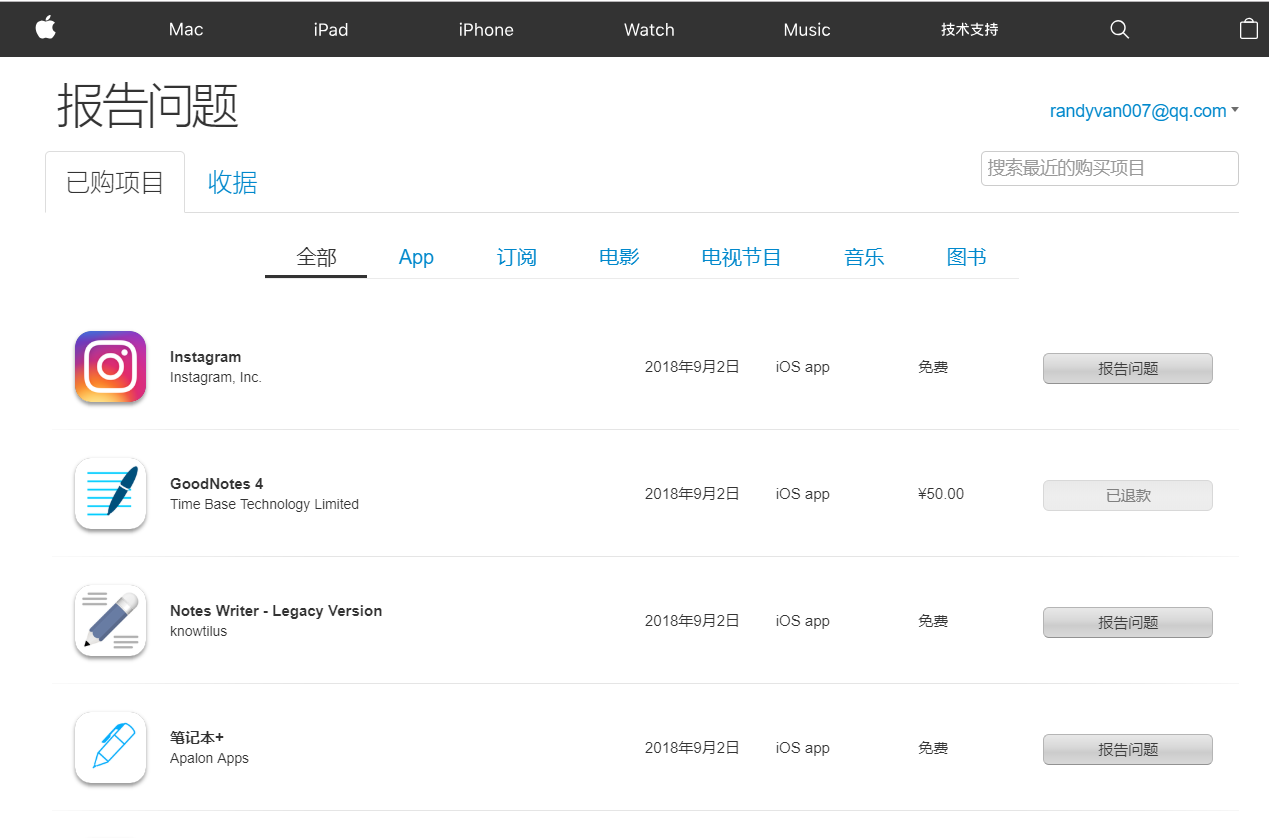 Mac iPad iPhone Watch Music 技术支持
报告问题
randyvan007@qq.com
已购项目 收据
搜索最近的购买项目
全部 App 订阅 电影 电视节目 音乐 图书
Instagram
Instagram, Inc.
2018年9月2日 iOS app 免费 报告问题
GoodNotes 4
Time Base Technology Limited
2018年9月2日 iOS app ¥50.00 已退款
Notes Writer - Legacy Version
knowtilus
2018年9月2日 iOS app 免费 报告问题
笔记本+
Apalon Apps
2018年9月2日 iOS app 免费 报告问题